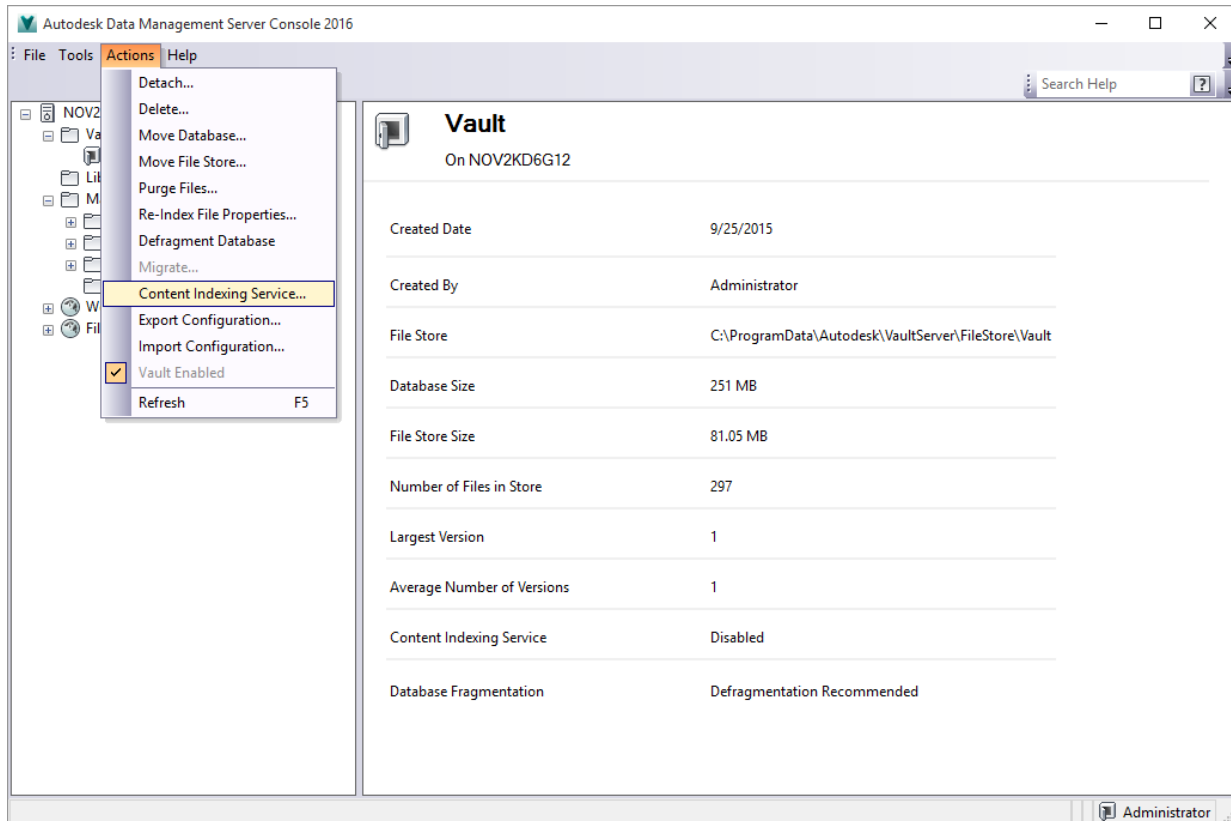 Autodesk Data Management Server Console 2016
File Tools Actions Help
Search Help
Detach...
Delete...
Move Database...
Move File Store...
Purge Files...
Re-Index File Properties...
Defragment Database
Migrate...
Content Indexing Service...
Export Configuration...
Import Configuration...
Vault Enabled
Refresh F5
NOV2
Va
Lil
M
W
Fil
Vault
On NOV2KD6G12
Created Date 9/25/2015
Created By Administrator
File Store C:\ProgramData\Autodesk\VaultServer\FileStore\Vault
Database Size 251 MB
File Store Size 81.05 MB
Number of Files in Store 297
Largest Version 1
Average Number of Versions 1
Content Indexing Service Disabled
Database Fragmentation Defragmentation Recommended
Administrator